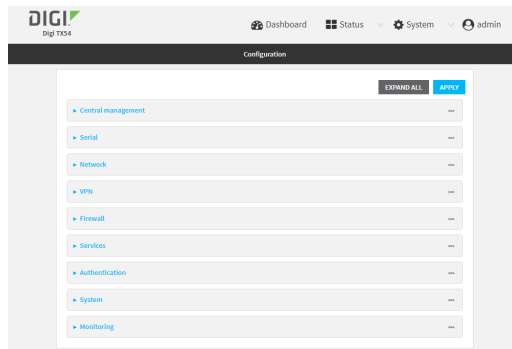 DIGI
Digi TX54
Dashboard Status System admin
Configuration
EXPAND ALL APPLY
Central management
Serial
Network
VPN
Firewall
Services
Authentication
System
Monitoring